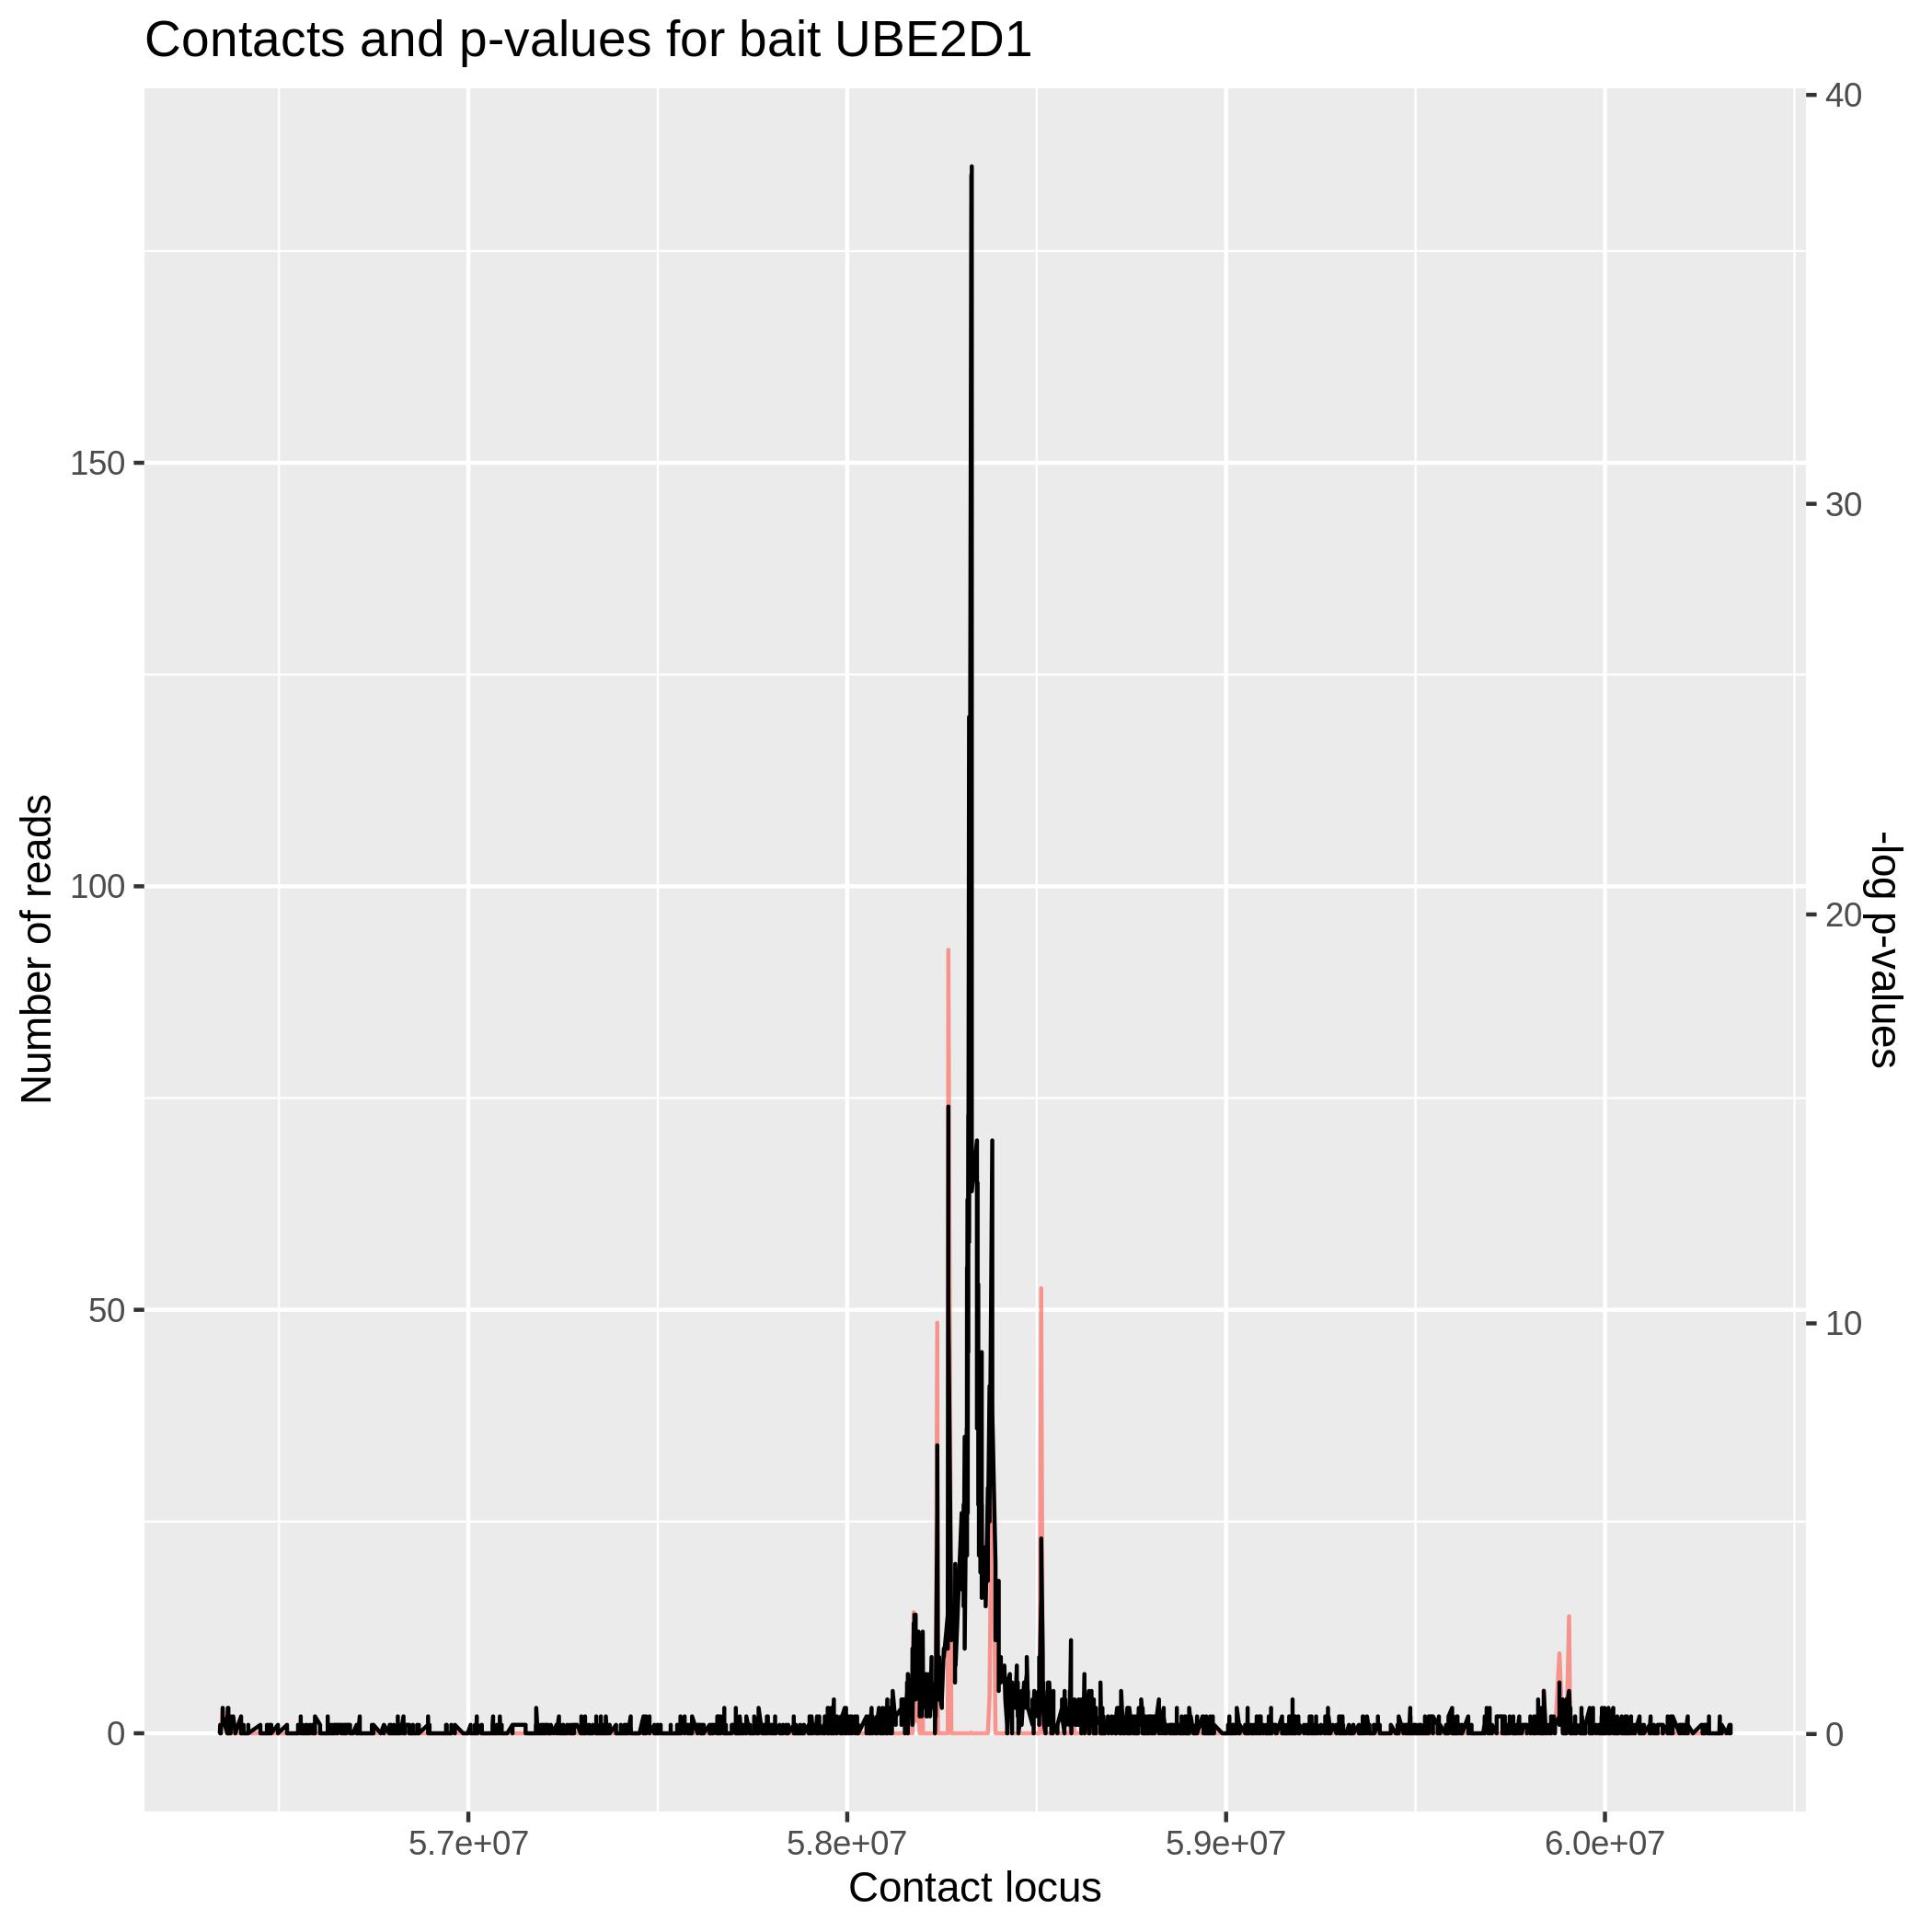 Contacts and p-values for bait UBE2D1
Number of reads
150
100
50
0
40
30
20
10
0
-log p-values
5.7e+07 5.8e+07 5.9e+07 6.0e+07
Contact locus